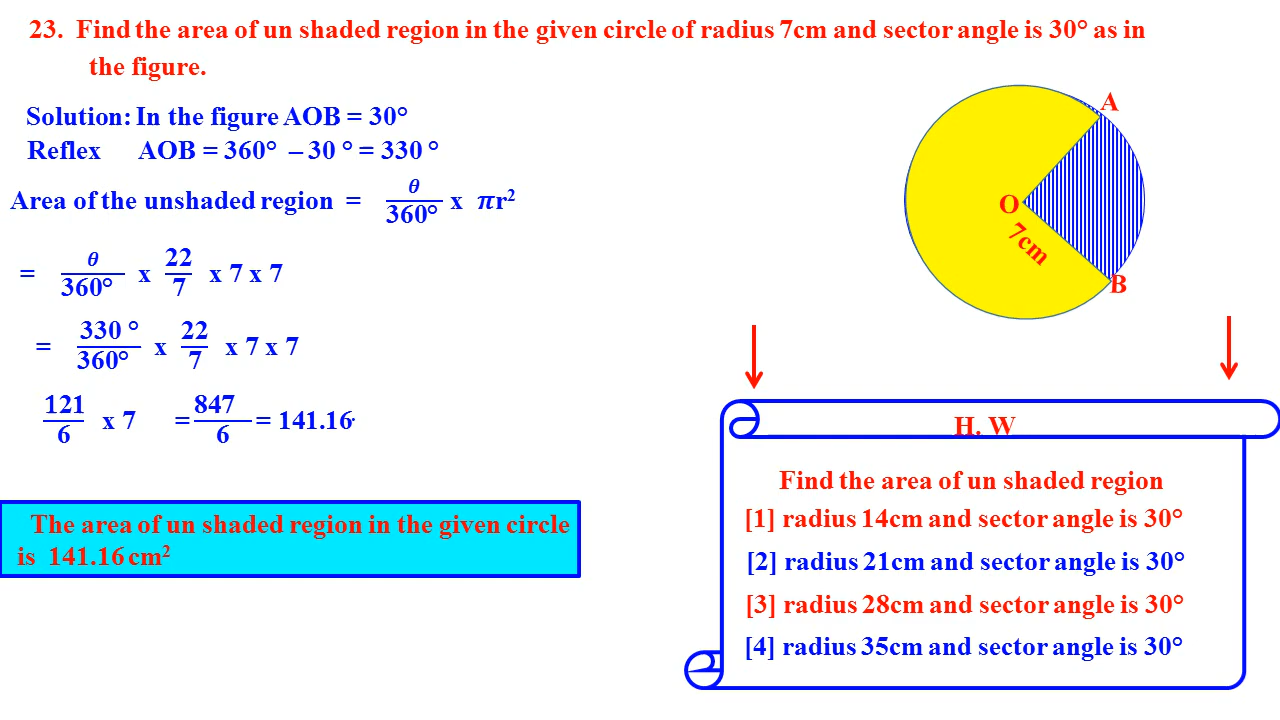 23. Find the area of un shaded region in the given circle of radius 7cm and sector angle is 30° as in
the figure.
Solution: In the figure AOB = 30°
Reflex AOB = 360° – 30 ° = 330 °
Area of the unshaded region = θ/360° x πr²
= θ/360° x 22/7 x 7 x 7
= 330 °/360° x 22/7 x 7 x 7
121/6 x 7 = 847/6 = 141.16.
The area of un shaded region in the given circle
is 141.16 cm²
A
O
7cm
B
H. W
Find the area of un shaded region
[1] radius 14cm and sector angle is 30°
[2] radius 21cm and sector angle is 30°
[3] radius 28cm and sector angle is 30°
[4] radius 35cm and sector angle is 30°